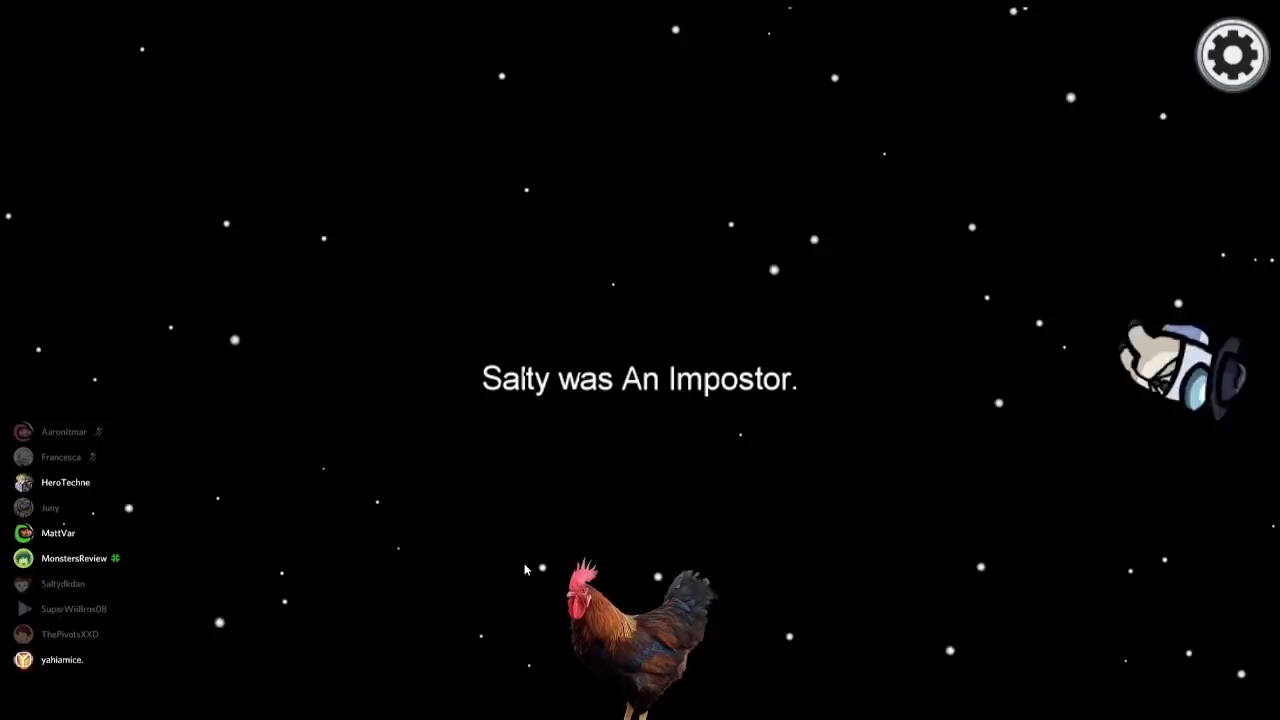 Salty was An Impostor.
Aaronitmar
Francesca
HeroTechne
Juny
MattVar
MonstersReview
Saltydkdan
SuperWiiBros08
ThePivotsXXD
yahiamice.